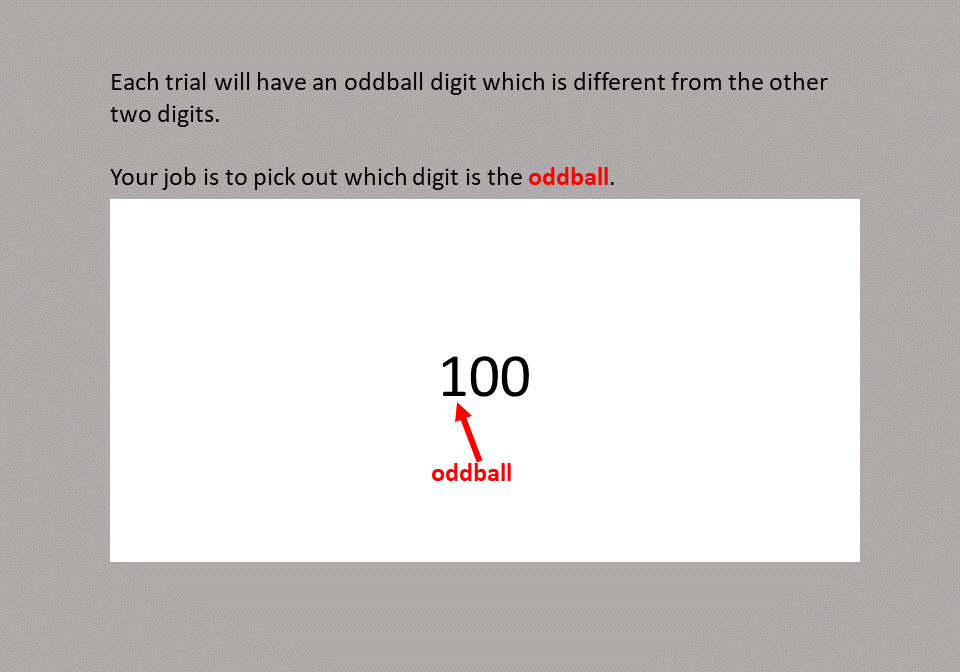 Each trial will have an oddball digit which is different from the other
two digits.
Your job is to pick out which digit is the oddball.
100
oddball